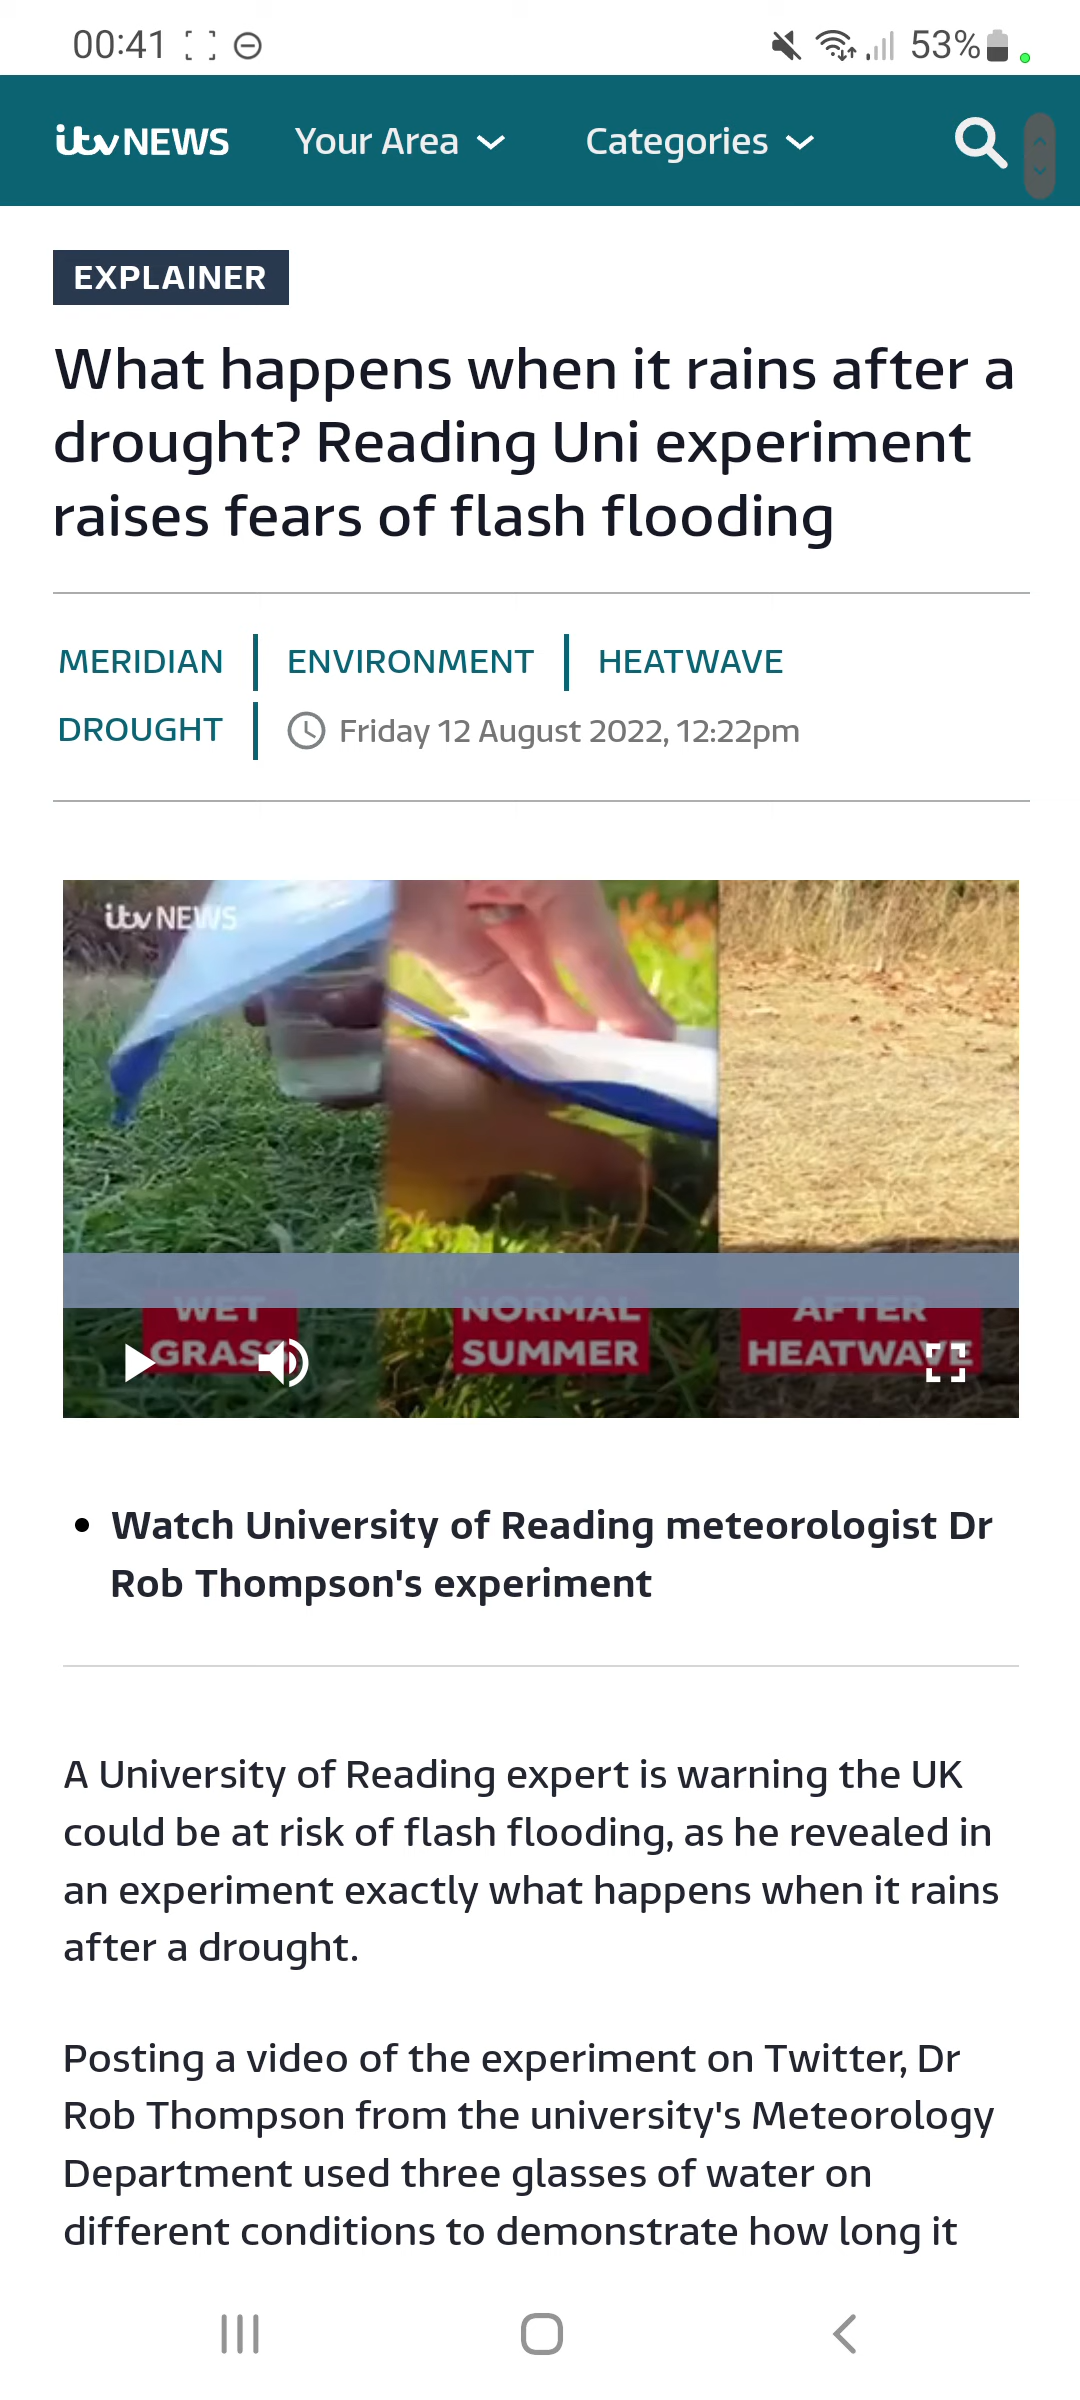 00:41
53%
itv NEWS
Your Area
Categories
EXPLAINER
What happens when it rains after a
drought? Reading Uni experiment
raises fears of flash flooding
MERIDIAN
ENVIRONMENT
HEATWAVE
DROUGHT
Friday 12 August 2022, 12:22pm
itv NEWS
WET
GRASS
NORMAL
SUMMER
AFTER
HEATWAVE
• Watch University of Reading meteorologist Dr
Rob Thompson's experiment
A University of Reading expert is warning the UK
could be at risk of flash flooding, as he revealed in
an experiment exactly what happens when it rains
after a drought.
Posting a video of the experiment on Twitter, Dr
Rob Thompson from the university's Meteorology
Department used three glasses of water on
different conditions to demonstrate how long it